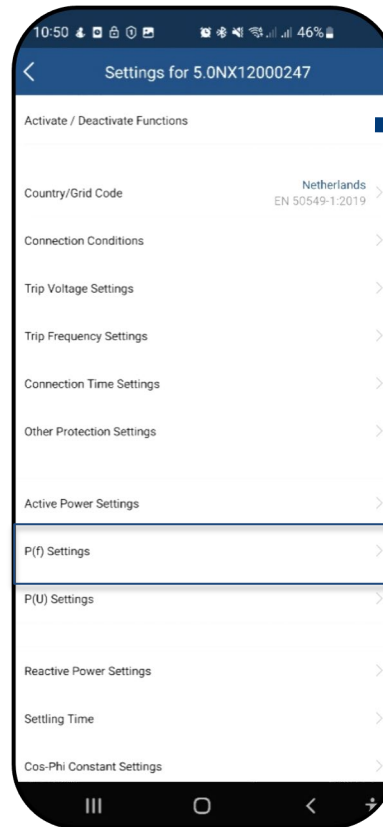 10:50 46%
Settings for 5.0NX12000247
Activate / Deactivate Functions
Country/Grid Code
Netherlands
EN 50549-1:2019
Connection Conditions
Trip Voltage Settings
Trip Frequency Settings
Connection Time Settings
Other Protection Settings
Active Power Settings
P(f) Settings
P(U) Settings
Reactive Power Settings
Settling Time
Cos-Phi Constant Settings